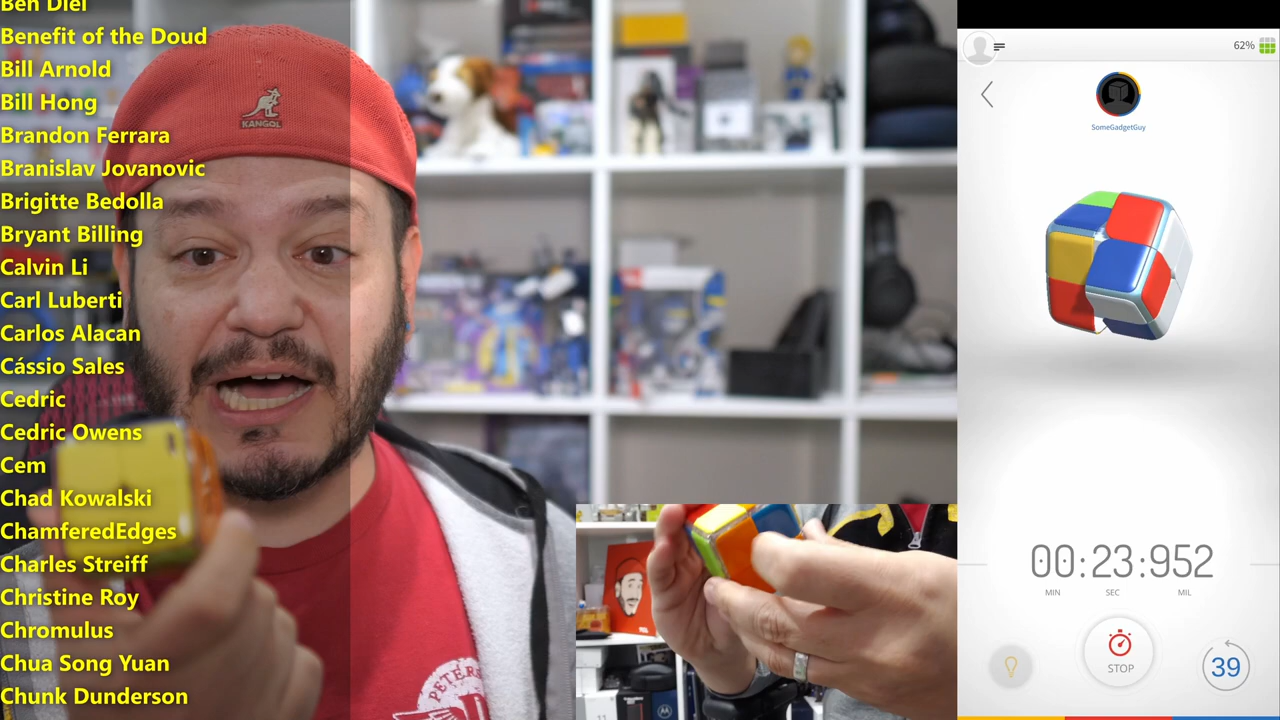 Ben Diel
Benefit of the Doud
Bill Arnold
Bill Hong
Brandon Ferrara
Branislav Jovanovic
Brigitte Bedolla
Bryant Billing
Calvin Li
Carl Luberti
Carlos Alacan
Cássio Sales
Cedric
Cedric Owens
Cem
Chad Kowalski
ChamferedEdges
Charles Streiff
Christine Roy
Chromulus
Chua Song Yuan
Chunk Dunderson
KANGOL
PETERS
62%
SomeGadgetGuy
00:23:952
MIN SEC MIL
STOP
39